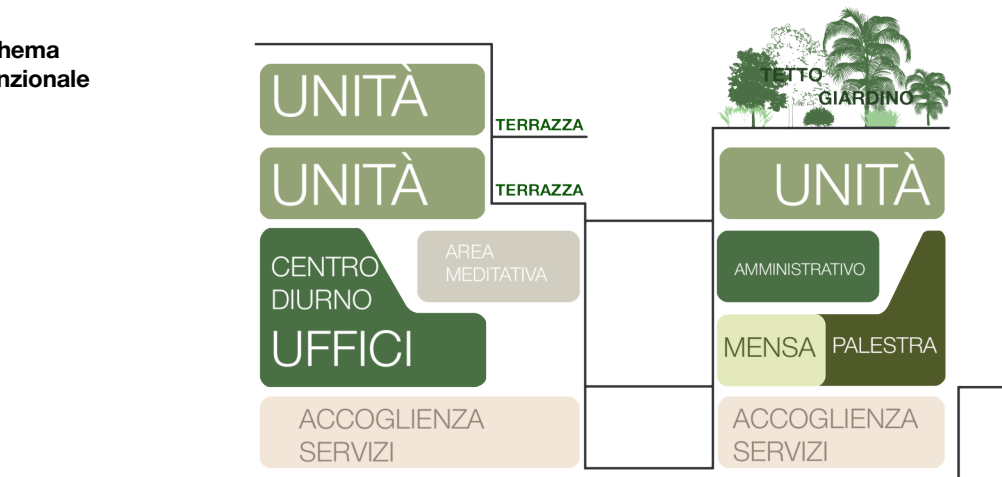 hema
nzionale
UNITÀ
TERRAZZA
UNITÀ
TERRAZZA
CENTRO
DIURNO
UFFICI
AREA
MEDITATIVA
ACCOGLIENZA
SERVIZI
TETTO
GIARDINO
UNITÀ
AMMINISTRATIVO
MENSA
PALESTRA
ACCOGLIENZA
SERVIZI